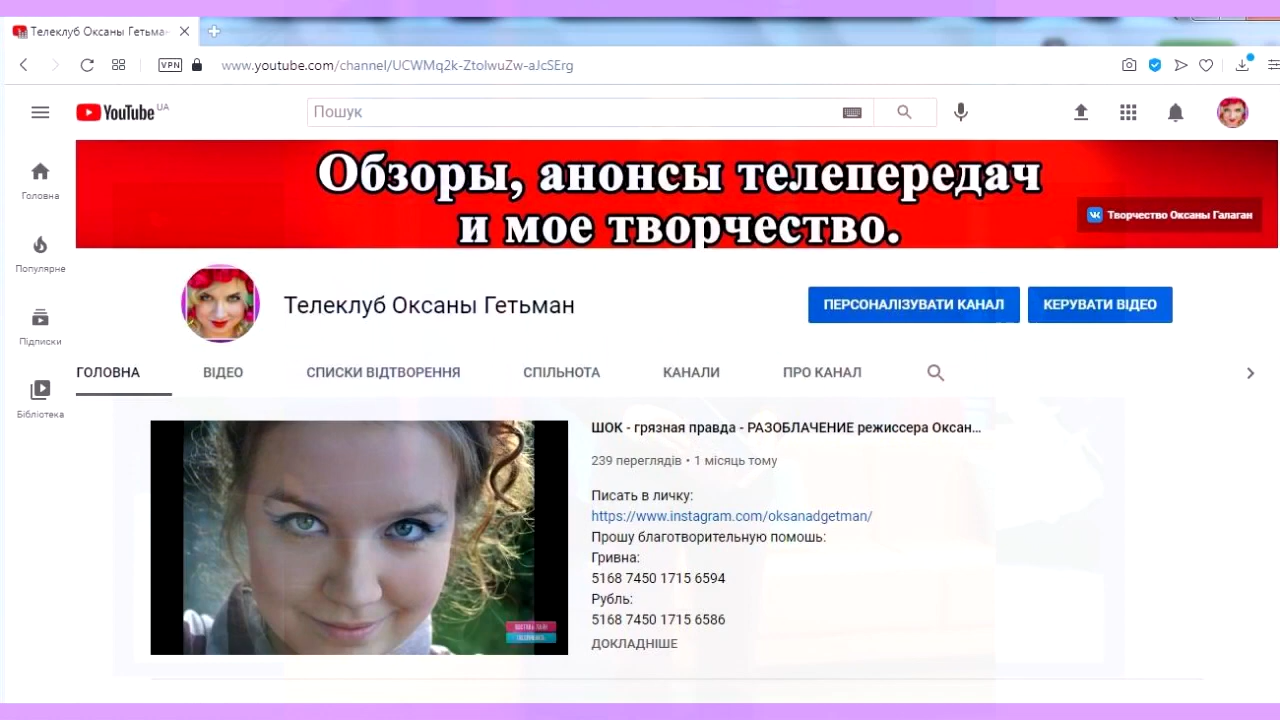 Телеклуб Оксаны Гетьма
VPN
www.youtube.com/channel/UCWMq2k-ZtoIwuZw-aJcSErg
YouTube UA
Пошук
Головна
Популярне
Підписки
Бібліотека
Обзоры, анонсы телепередач
и мое творчество.
Творчество Оксаны Галаган
Телеклуб Оксаны Гетьман
ПЕРСОНАЛІЗУВАТИ КАНАЛ
КЕРУВАТИ ВІДЕО
ГОЛОВНА
ВІДЕО
СПИСКИ ВІДТВОРЕННЯ
СПІЛЬНОТА
КАНАЛИ
ПРО КАНАЛ
ШОК - грязная правда - РАЗОБЛАЧЕНИЕ режиссера Оксан...
239 переглядів • 1 місяць тому
Писать в личку:
https://www.instagram.com/oksanadgetman/
Прошу благотворительную помощь:
Гривна:
5168 7450 1715 6594
Рубль:
5168 7450 1715 6586
ДОКЛАДНІШЕ